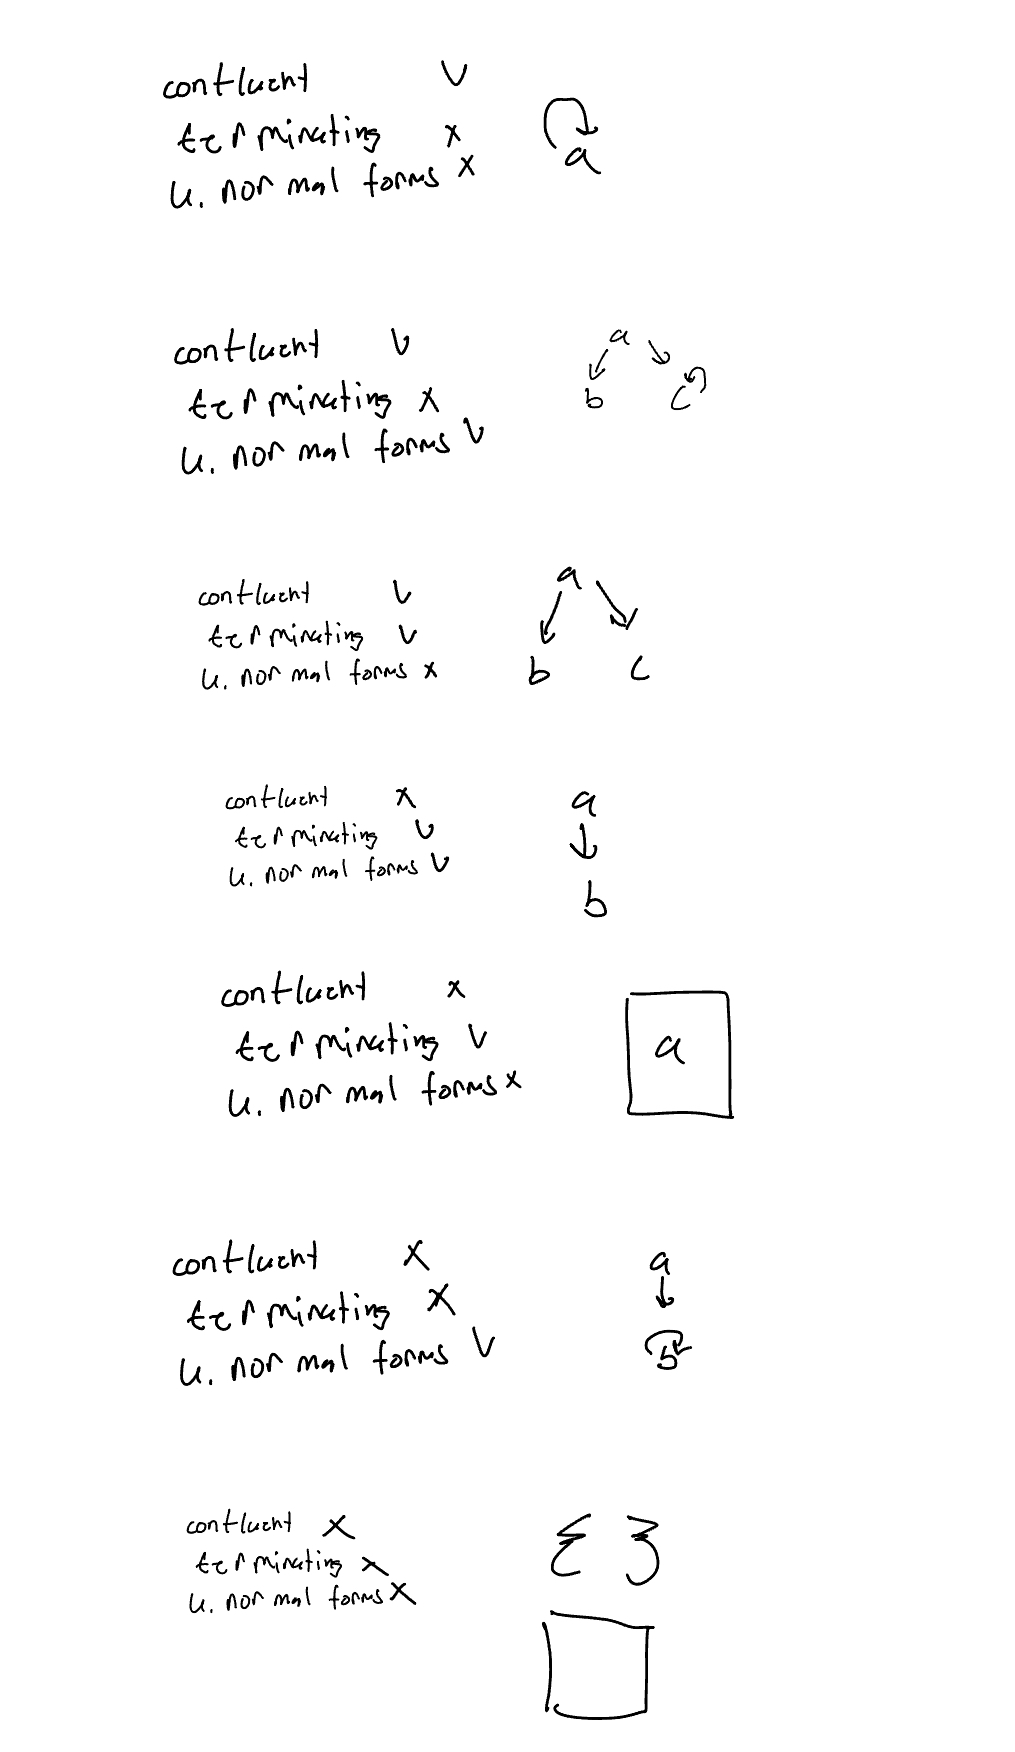 confluent V
terminating x
a
u. normal forms x
confluent V
a
terminating x
b c
u. normal forms V
confluent V
a
terminating V
u. normal forms x
b c
confluent x
a
terminating V
u. normal forms V
b
confluent x
terminating V
a
u. normal forms x
confluent x
a
terminating x
u. normal forms V
b
confluent x
{ }
terminating x
u. normal forms x